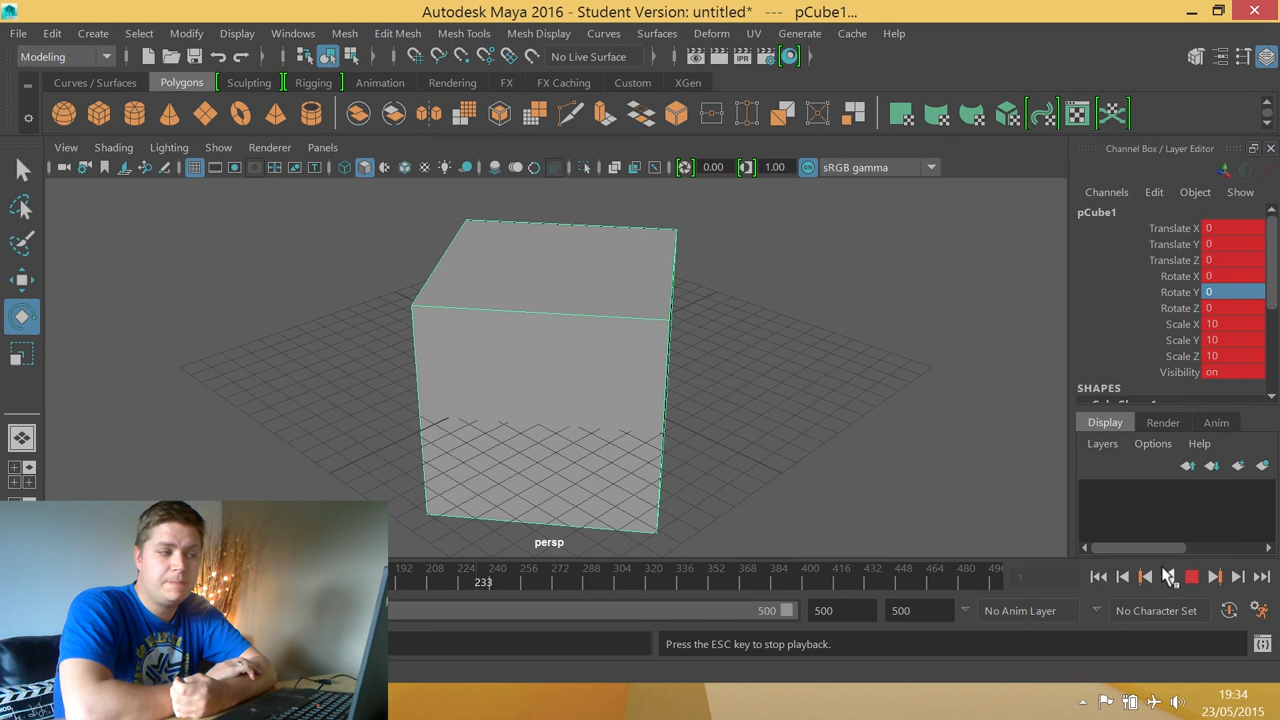 Autodesk Maya 2016 - Student Version: untitled* --- pCube1...
File Edit Create Select Modify Display Windows Mesh Edit Mesh Mesh Tools Mesh Display Curves Surfaces Deform UV Generate Cache Help
Modeling No Live Surface
Curves / Surfaces Polygons Sculpting Rigging Animation Rendering FX FX Caching Custom XGen
IPR
View Shading Lighting Show Renderer Panels
0.00 1.00 ON sRGB gamma
Channel Box / Layer Editor
Channels Edit Object Show
pCube1
Translate X 0
Translate Y 0
Translate Z 0
Rotate X 0
Rotate Y 0
Rotate Z 0
Scale X 10
Scale Y 10
Scale Z 10
Visibility on
SHAPES
Display Render Anim
Layers Options Help
persp
192 208 224 240 256 272 288 304 320 336 352 368 384 400 416 432 448 464 480 496
233
1
500 500 500 No Anim Layer No Character Set
Press the ESC key to stop playback.
19:34
23/05/2015